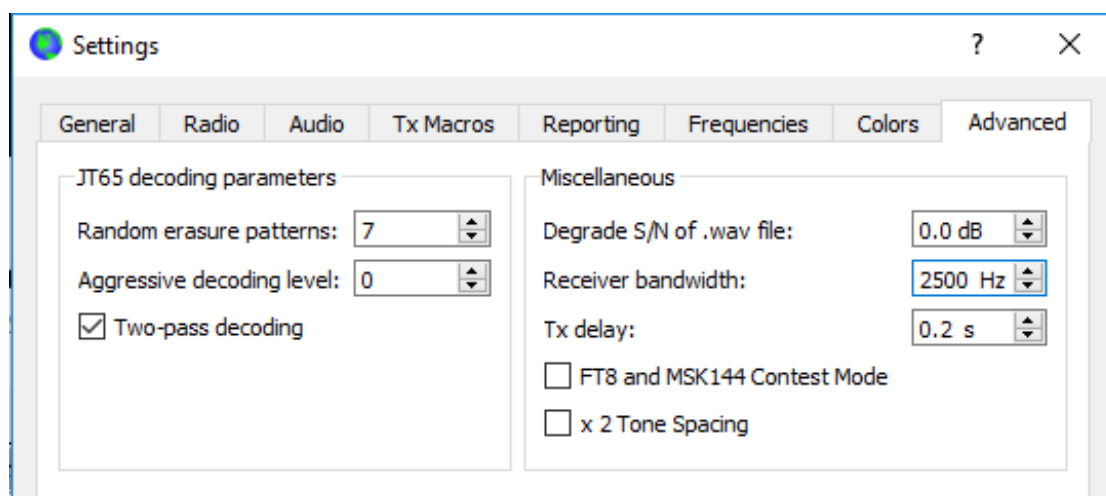 Settings ? ×
General Radio Audio Tx Macros Reporting Frequencies Colors Advanced
JT65 decoding parameters
Random erasure patterns: 7
Aggressive decoding level: 0
Two-pass decoding
Miscellaneous
Degrade S/N of .wav file: 0.0 dB
Receiver bandwidth: 2500 Hz
Tx delay: 0.2 s
FT8 and MSK144 Contest Mode
x 2 Tone Spacing